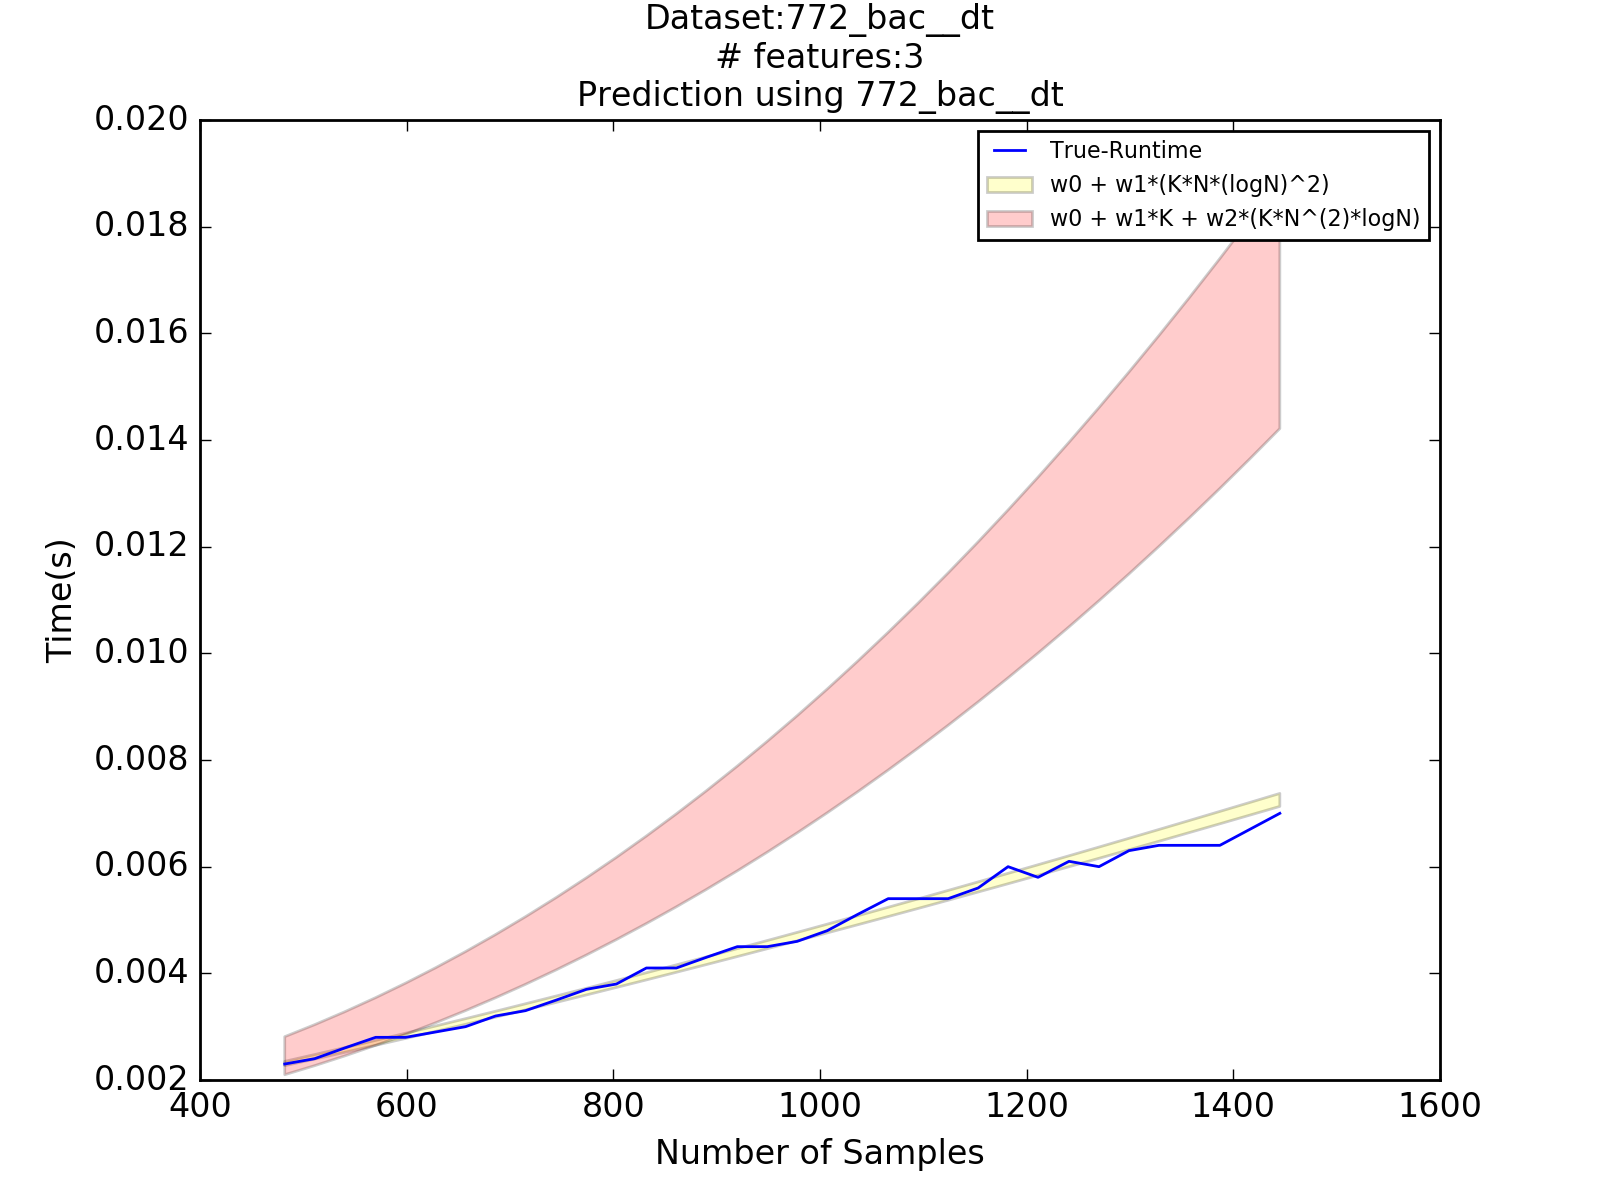 Dataset:772_bac__dt
# features:3
Prediction using 772_bac__dt
True-Runtime
w0 + w1*(K*N*(logN)^2)
w0 + w1*K + w2*(K*N^(2)*logN)
0.020
0.018
0.016
0.014
0.012
0.010
0.008
0.006
0.004
0.002
Time(s)
400 600 800 1000 1200 1400 1600
Number of Samples